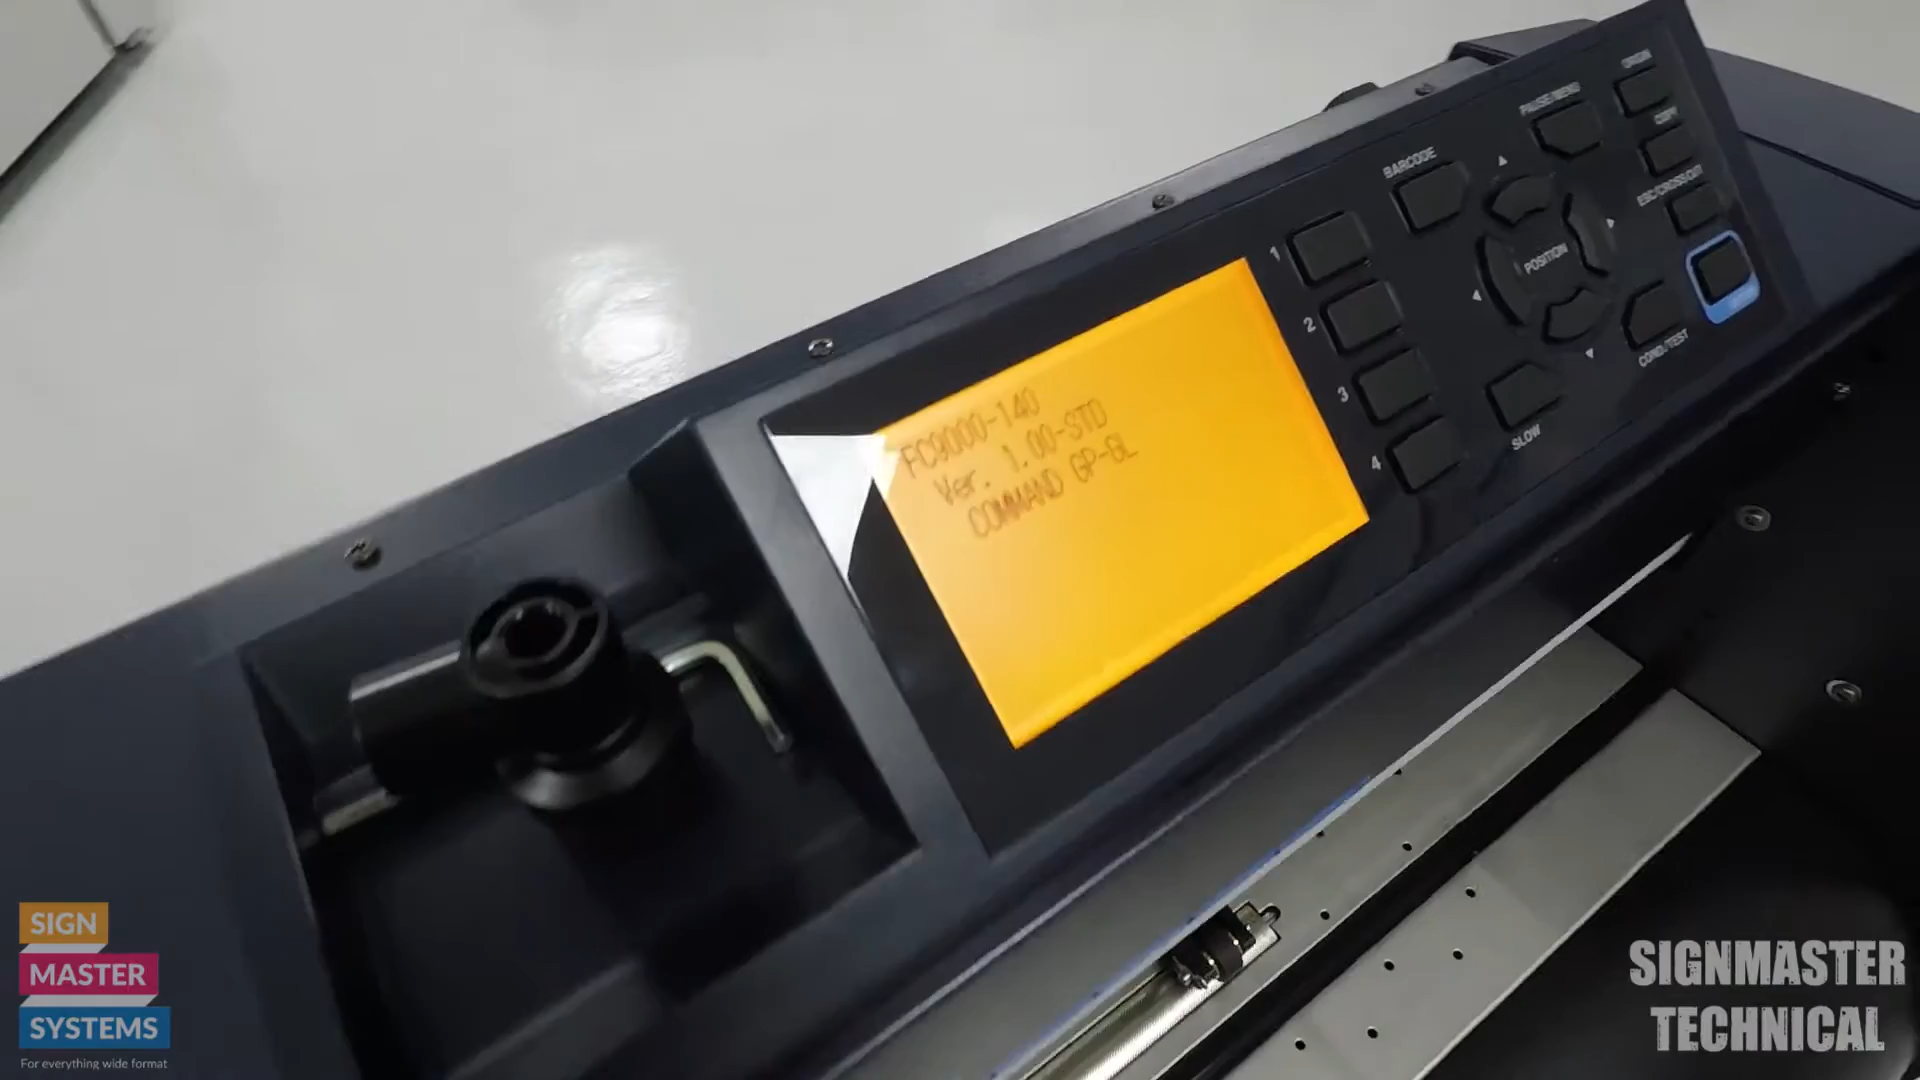 FC9000-140
Ver. 1.00-STD
COMMAND GP-GL
1
2
3
4
BARCODE
PAUSE/MENU
ORIGIN
COPY
ESC/CROSSCUT
POSITION
COND./TEST
SLOW
SIGN
MASTER
SYSTEMS
For everything wide format
SIGNMASTER
TECHNICAL